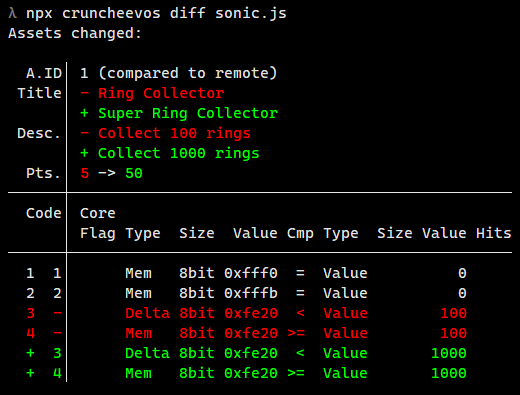 λ npx cruncheevos diff sonic.js
Assets changed:
A.ID 1 (compared to remote)
Title - Ring Collector
+ Super Ring Collector
Desc. - Collect 100 rings
+ Collect 1000 rings
Pts. 5 -> 50
Code Core
Flag Type Size Value Cmp Type Size Value Hits
1 1 Mem 8bit 0xfff0 = Value 0
2 2 Mem 8bit 0xfffb = Value 0
3 - Delta 8bit 0xfe20 < Value 100
4 - Mem 8bit 0xfe20 >= Value 100
+ 3 Delta 8bit 0xfe20 < Value 1000
+ 4 Mem 8bit 0xfe20 >= Value 1000